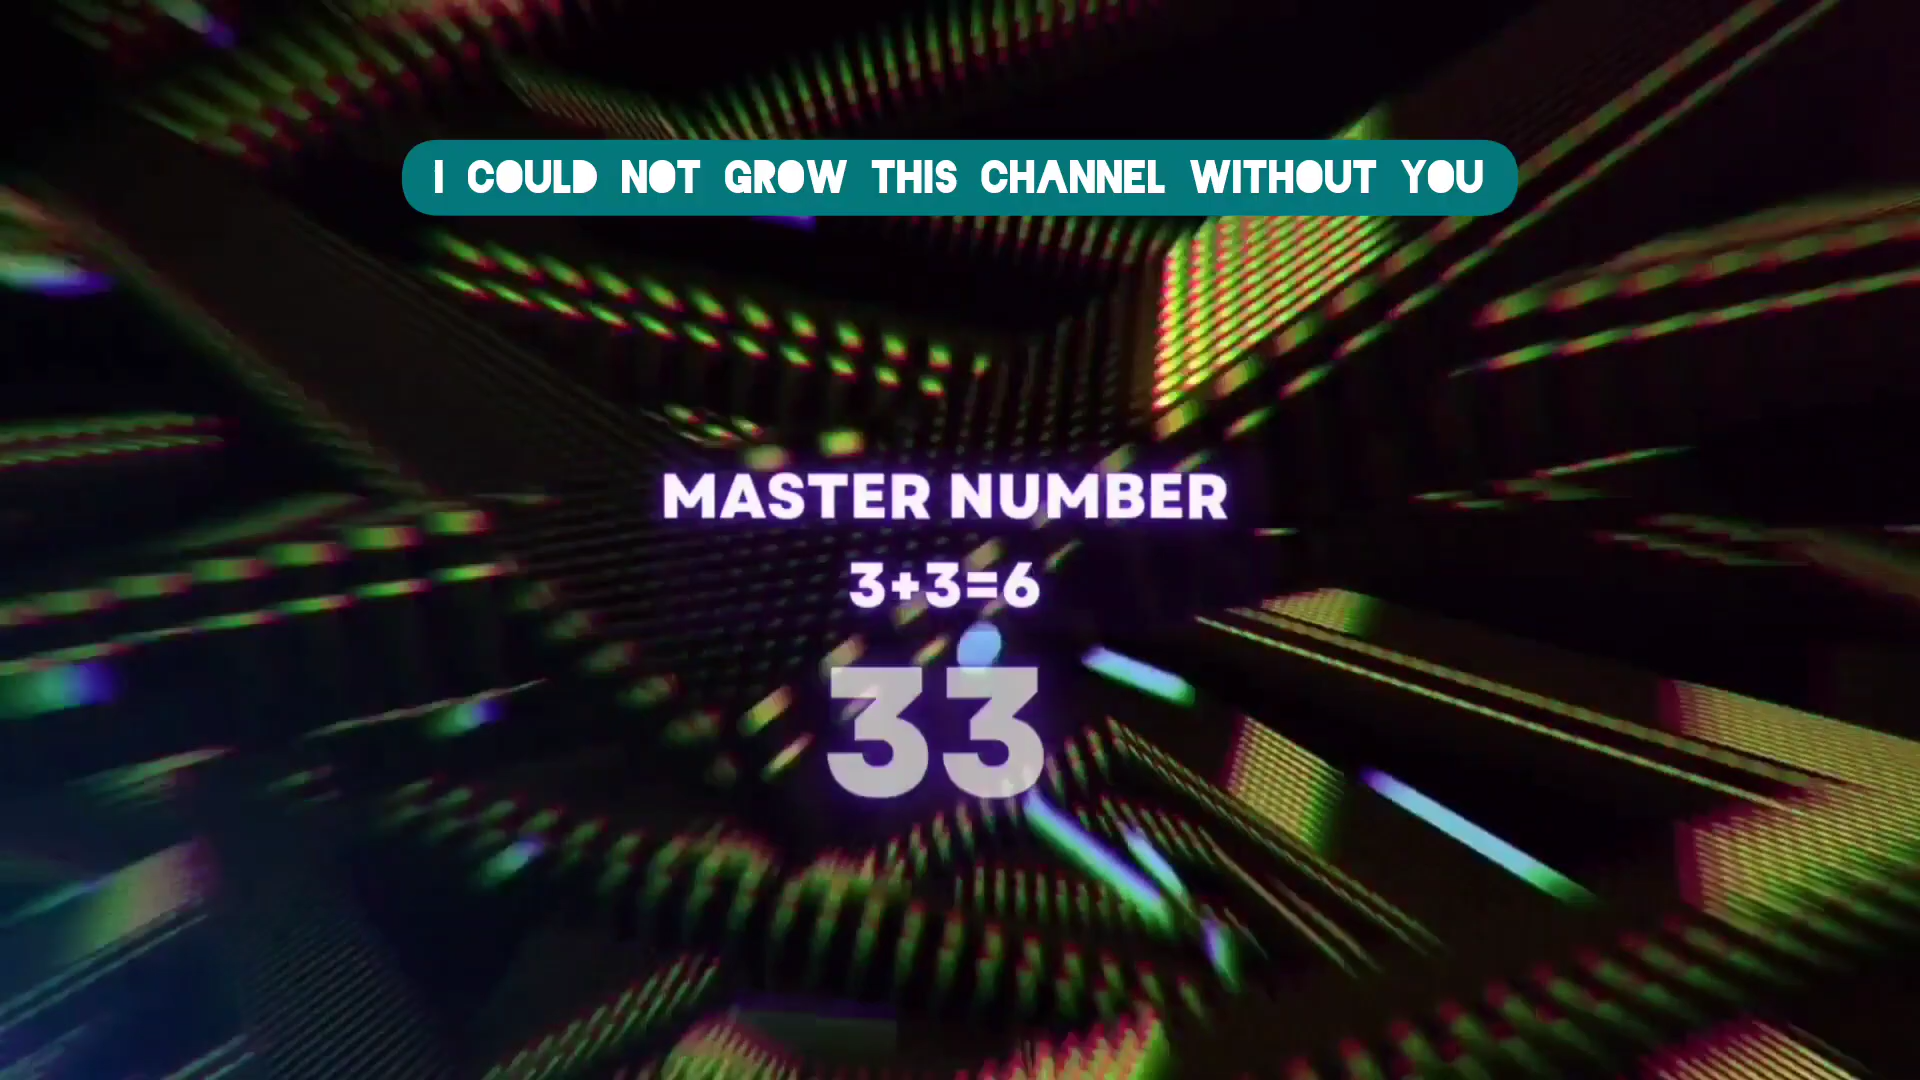 I COULD NOT GROW THIS CHANNEL WITHOUT YOU
MASTER NUMBER
3+3=6
33